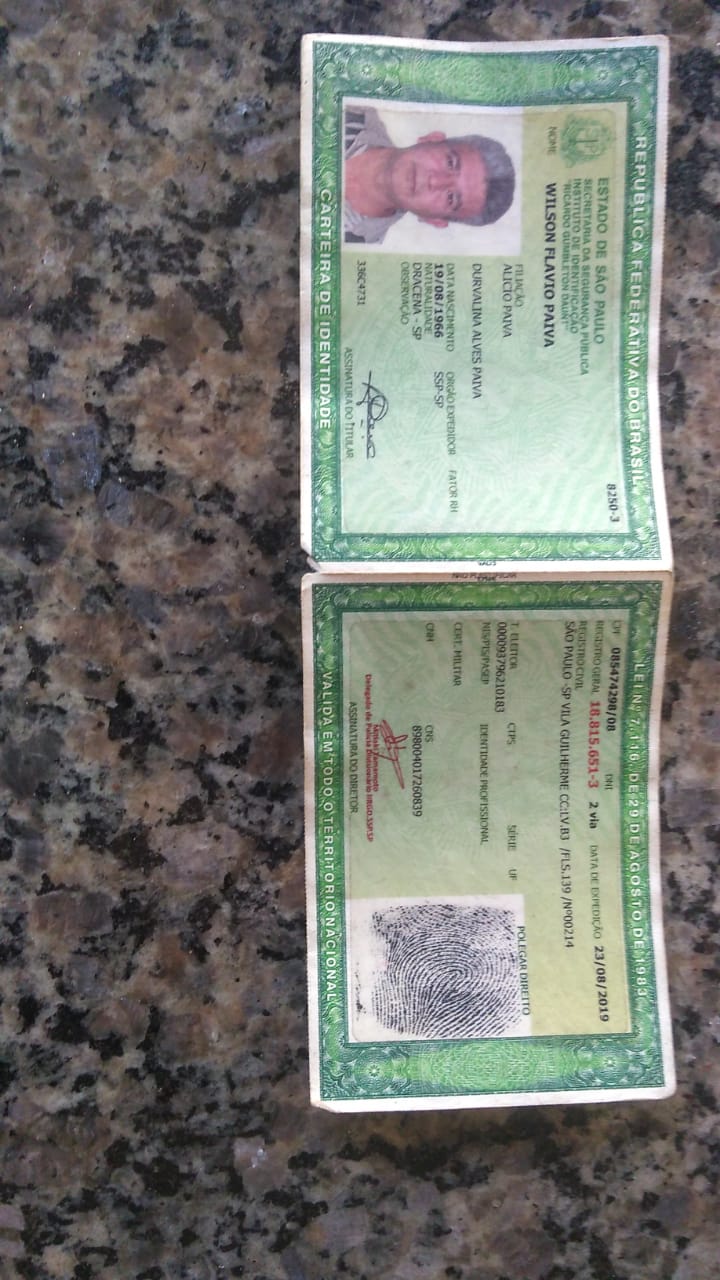 REPÚBLICA FEDERATIVA DO BRASIL
8250-3
ESTADO DE SÃO PAULO
SECRETARIA DA SEGURANÇA PÚBLICA
INSTITUTO DE IDENTIFICAÇÃO
"RICARDO GUMBLETON DAUNT"
NOME
WILSON FLAVIO PAIVA
FILIAÇÃO
ALICIO PAIVA
DURVALINA ALVES PAIVA
DATA NASCIMENTO ORGÃO EXPEDIDOR FATOR RH
19/08/1966 SSP-SP
NATURALIDADE
DRACENA - SP
OBSERVAÇÃO
336C4731
ASSINATURA DO TITULAR
CARTEIRA DE IDENTIDADE
LEI Nº 7.116, DE 29 DE AGOSTO DE 1983
CPF 085474298/08 DNI
REGISTRO GERAL 18.815.651-3 2 via DATA DE EXPEDIÇÃO 23/08/2019
REGISTRO CIVIL
SÃO PAULO -SP VILA GUILHERME CC:LV.B3 /FLS.139 /Nº00214
T. ELEITOR CTPS SÉRIE UF
000093796210183
NIS/PIS/PASEP IDENTIDADE PROFISSIONAL
CERT. MILITAR
CNH CNS
898004017260839
POLEGAR DIREITO
Mitiaki Yamamoto
Delegado de Polícia Divisionário IIRGD.SSP.SP
ASSINATURA DO DIRETOR
VÁLIDA EM TODO O TERRITÓRIO NACIONAL